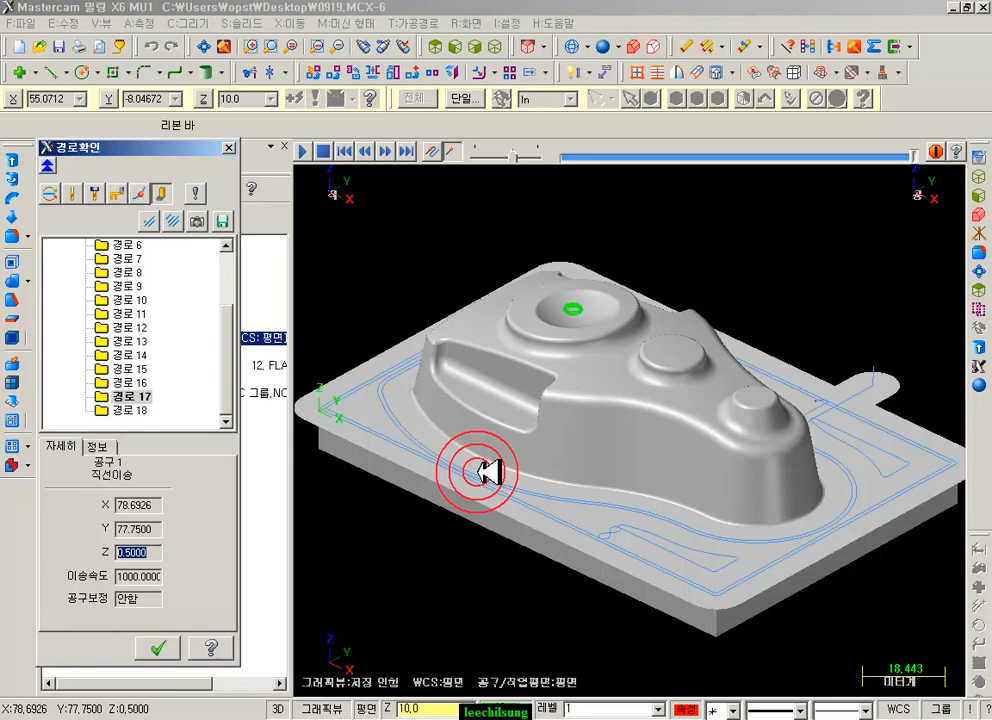 Mastercam 밀링 X6 MU1 C:₩Users₩opst₩Desktop₩0919,MCX-6
F:파일 E:수정 V:뷰 A:측정 C:그리기 S:솔리드 X:이동 M:머신 형태 T:가공경로 R:화면 I:설정 H:도움말
X 55.0712 Y -8.04672 Z 10.0 전체... 단일... In
리본 바
경로확인
경로 6
경로 7
경로 8
경로 9
경로 10
경로 11
경로 12
경로 13
경로 14
경로 15
경로 16
경로 17
경로 18
CS: 평면]
12, FLA
C 그룹,NC
자세히 정보
공구 1
직선이송
X 78.6926
Y 77.7500
Z 0.5000
이송속도 1000.000(
공구보정 안함
Z Y X
Z Y X
Z Y X
Z Y X
18,443
미터계
그래픽뷰:저장 안함 WCS:평면 공구/작업평면:평면
X:78,6926 Y:77,7500 Z:0,5000 3D 그래픽뷰 평면 Z 10,0 레벨 1 속성 WCS 그룹 ! ?
leechilsung